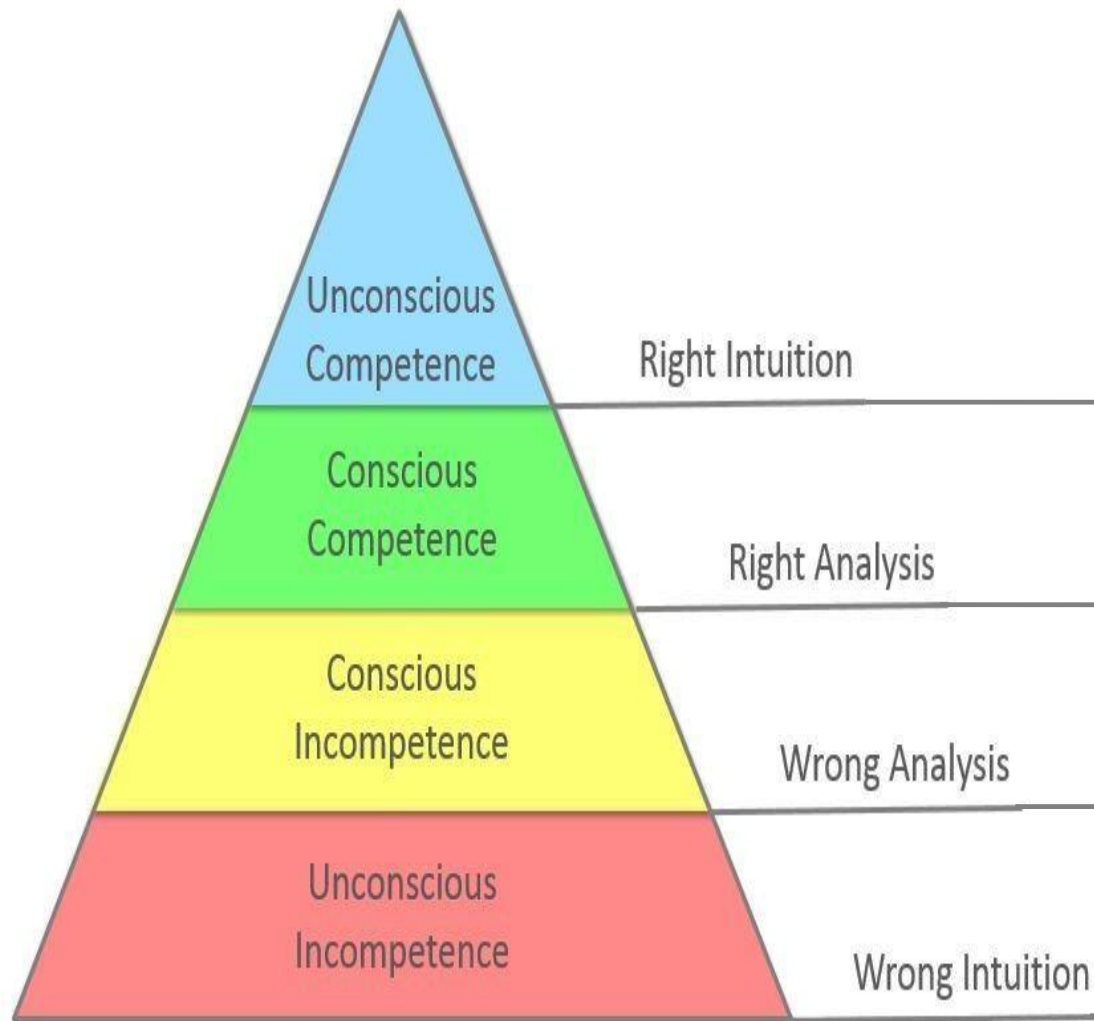 Unconscious
Competence
Right Intuition
Conscious
Competence
Right Analysis
Conscious
Incompetence
Wrong Analysis
Unconscious
Incompetence
Wrong Intuition